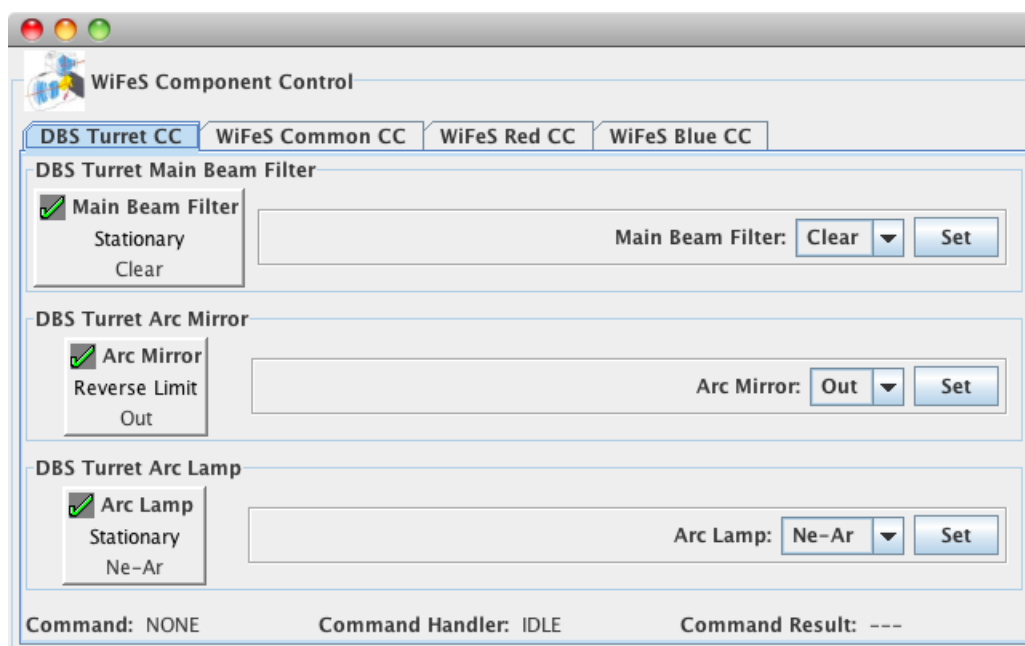 WiFeS Component Control
DBS Turret CC WiFeS Common CC WiFeS Red CC WiFeS Blue CC
DBS Turret Main Beam Filter
Main Beam Filter
Stationary
Clear
Main Beam Filter: Clear Set
DBS Turret Arc Mirror
Arc Mirror
Reverse Limit
Out
Arc Mirror: Out Set
DBS Turret Arc Lamp
Arc Lamp
Stationary
Ne-Ar
Arc Lamp: Ne-Ar Set
Command: NONE Command Handler: IDLE Command Result: ---